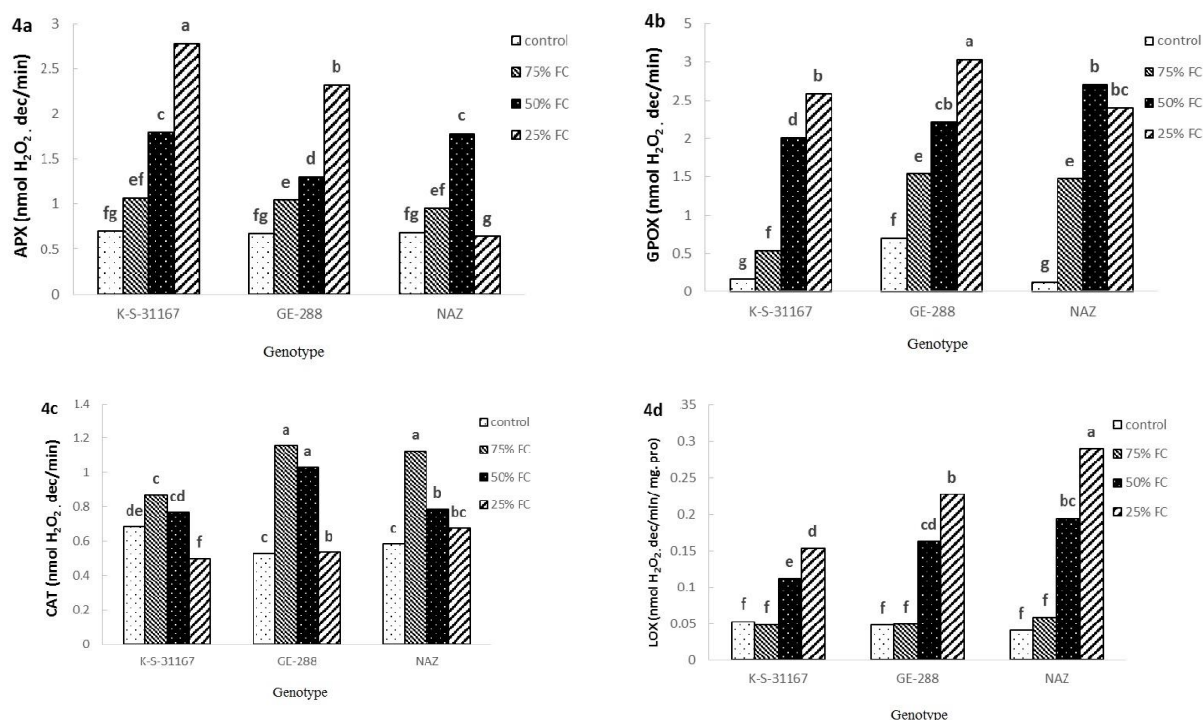 4a
APX (nmol H₂O₂ . dec/min)
3
2.5
2
1.5
1
0.5
0
fg ef c a
fg e d b
fg ef c g
K-S-31167 GE-288 NAZ
Genotype
control
75% FC
50% FC
25% FC
4b
GPOX (nmol H₂O₂ . dec/min)
3.5
3
2.5
2
1.5
1
0.5
0
g f d b
f e cb a
g e b bc
K-S-31167 GE-288 NAZ
Genotype
control
75% FC
50% FC
25% FC
4c
CAT (nmol H₂O₂ . dec/min)
1.4
1.2
1
0.8
0.6
0.4
0.2
0
de c cd f
c a a b
c a b bc
K-S-31167 GE-288 NAZ
Genotype
control
75% FC
50% FC
25% FC
4d
LOX (nmol H₂O₂ . dec/min/ mg. pro)
0.35
0.3
0.25
0.2
0.15
0.1
0.05
0
f f e d
f f cd b
f f bc a
K-S-31167 GE-288 NAZ
Genotype
control
75% FC
50% FC
25% FC